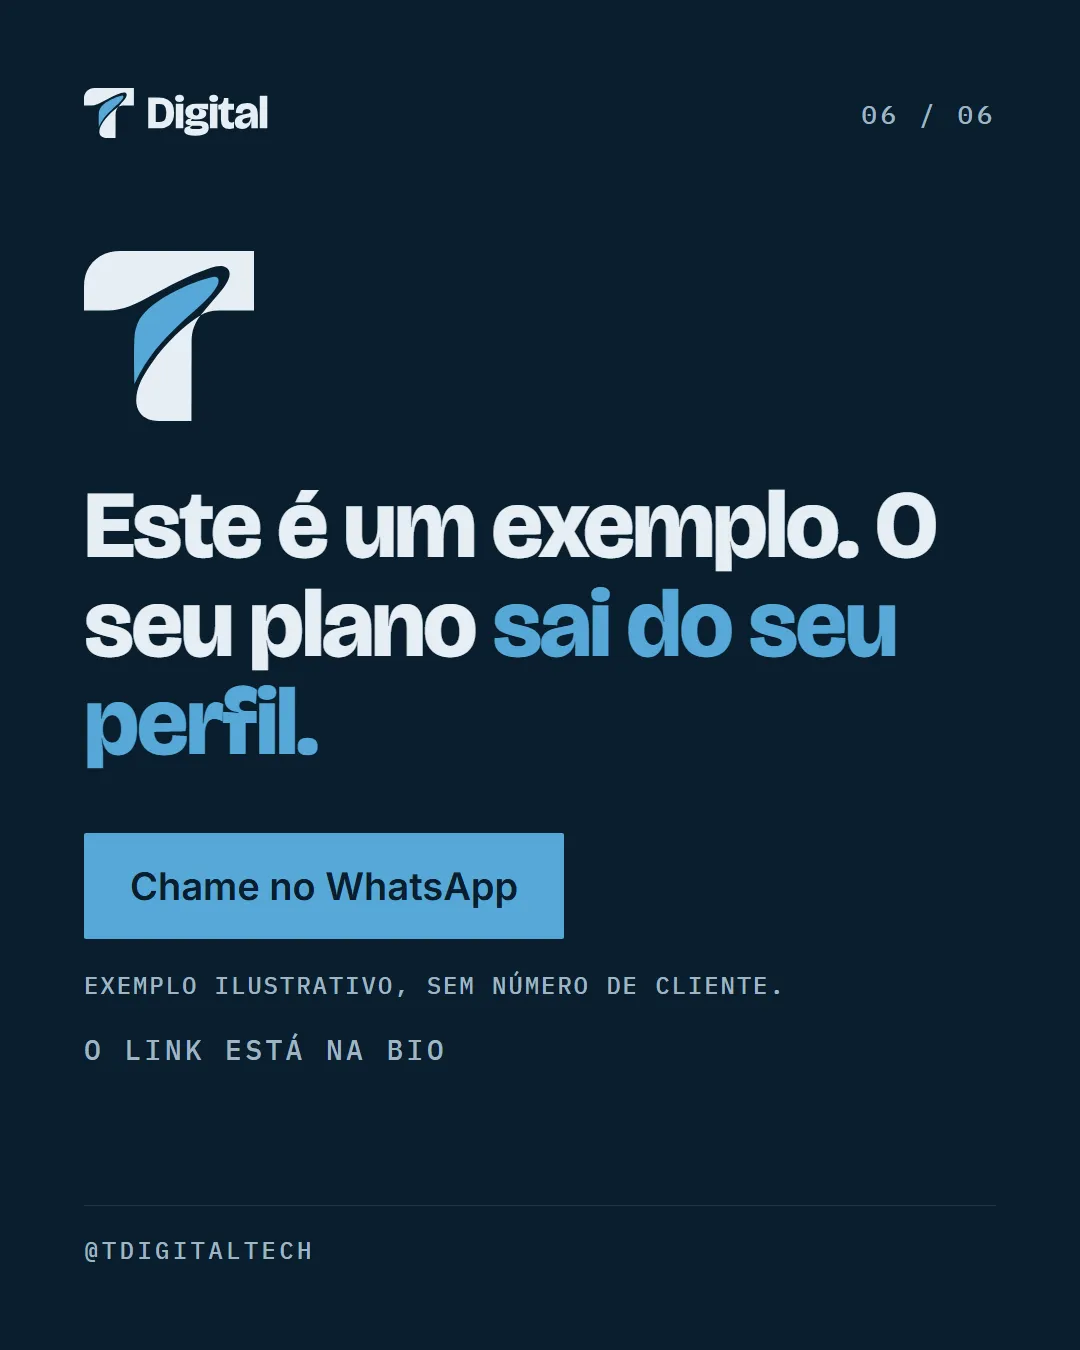 Digital
06 / 06
Este é um exemplo. O
seu plano sai do seu
perfil.
Chame no WhatsApp
EXEMPLO ILUSTRATIVO, SEM NÚMERO DE CLIENTE.
O LINK ESTÁ NA BIO
@TDIGITALTECH